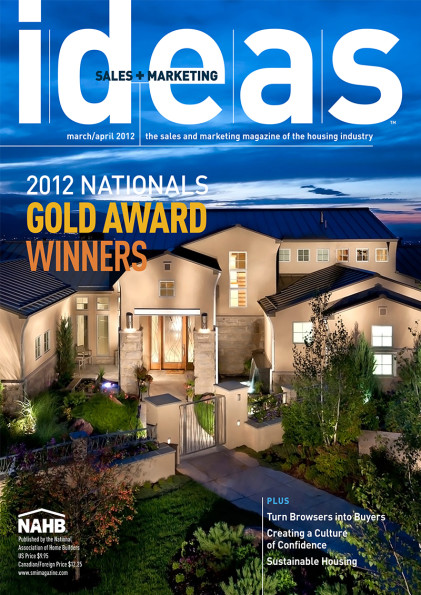 ideas
SALES + MARKETING
™
march/april 2012 | the sales and marketing magazine of the housing industry
2012 NATIONALS
GOLD AWARD
WINNERS
PLUS
Turn Browsers into Buyers
Creating a Culture
of Confidence
Sustainable Housing
NAHB
Published by the National
Association of Home Builders
US Price $9.95
Canadian/Foreign Price $12.35
www.smimagazine.com